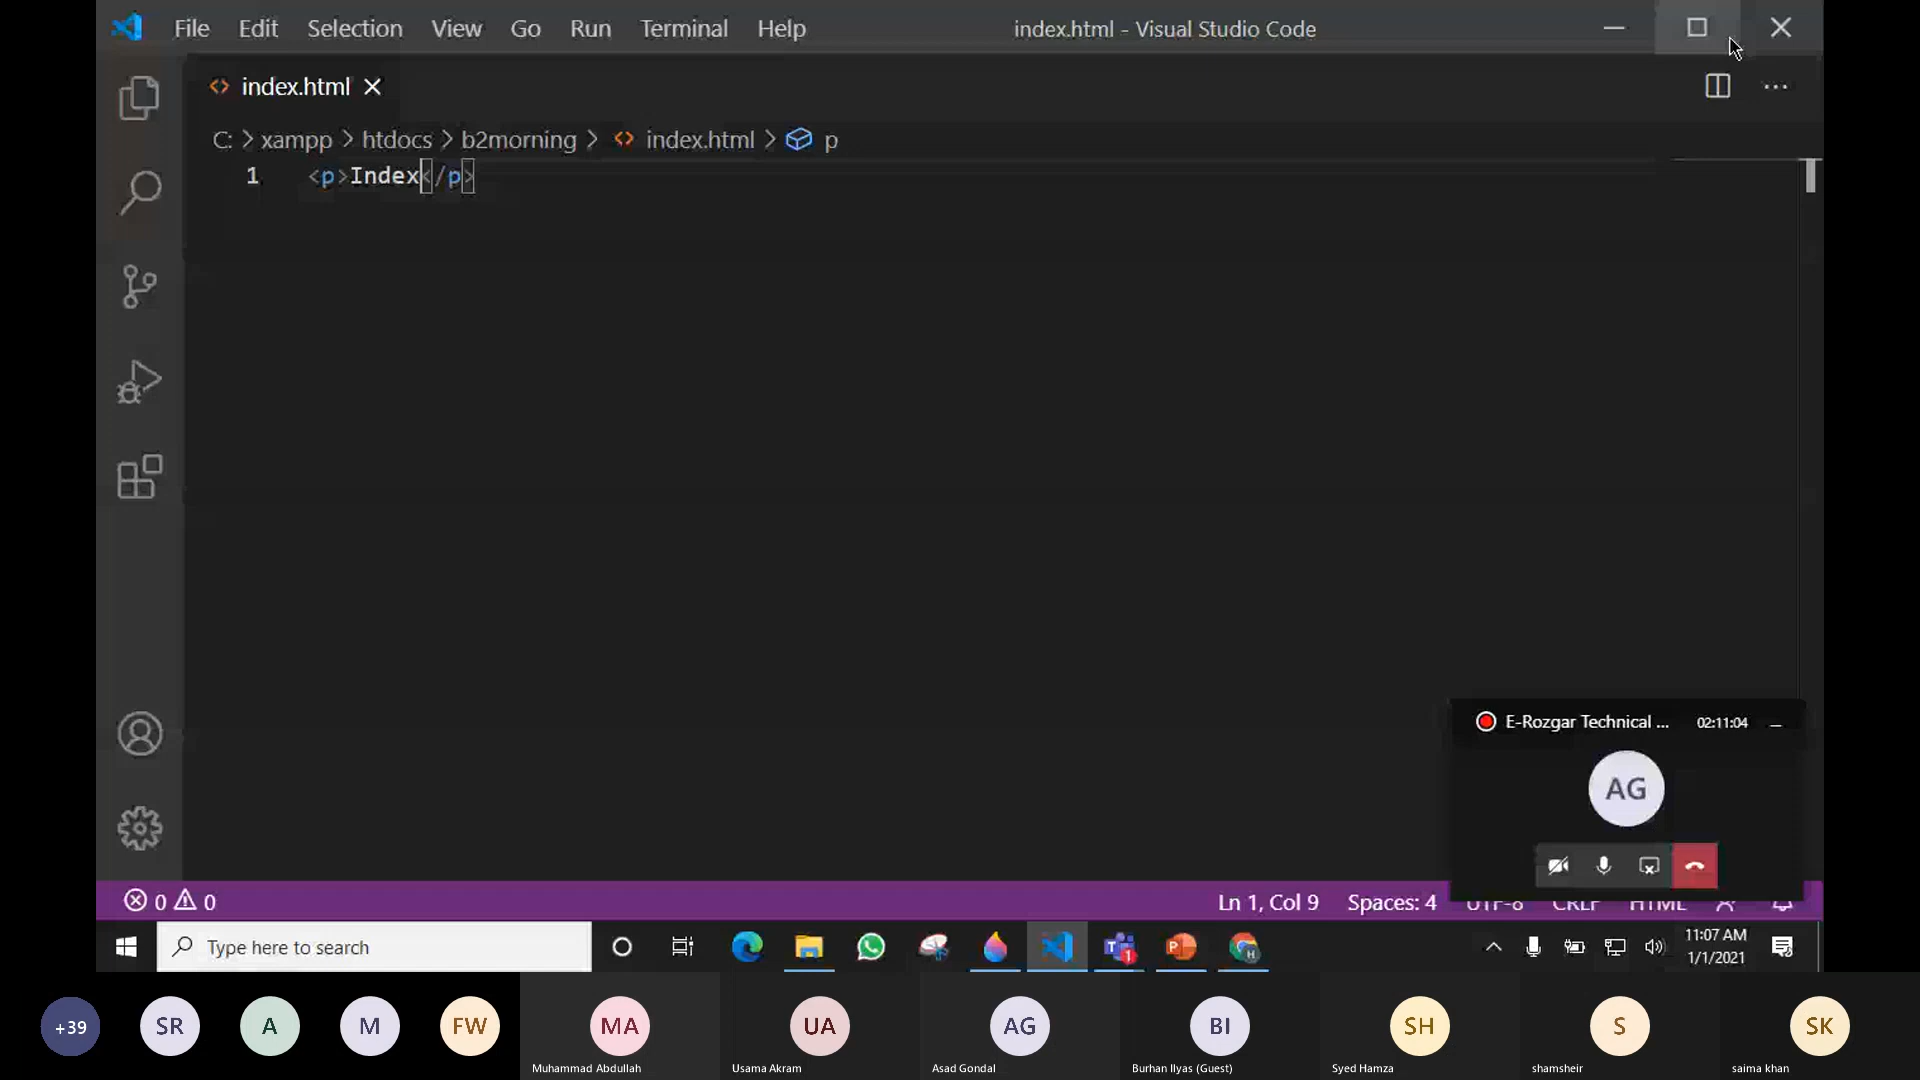 File Edit Selection View Go Run Terminal Help index.html - Visual Studio Code
index.html
C: > xampp > htdocs > b2morning > index.html > p
1 <p>Index</p>
E-Rozgar Technical ... 02:11:04
AG
0 0 Ln 1, Col 9 Spaces: 4 UTF-8 CRLF HTML
Type here to search
1
H
11:07 AM
1/1/2021
+39 SR A M FW MA UA AG BI SH S SK
Muhammad Abdullah Usama Akram Asad Gondal Burhan Ilyas (Guest) Syed Hamza shamsheir saima khan